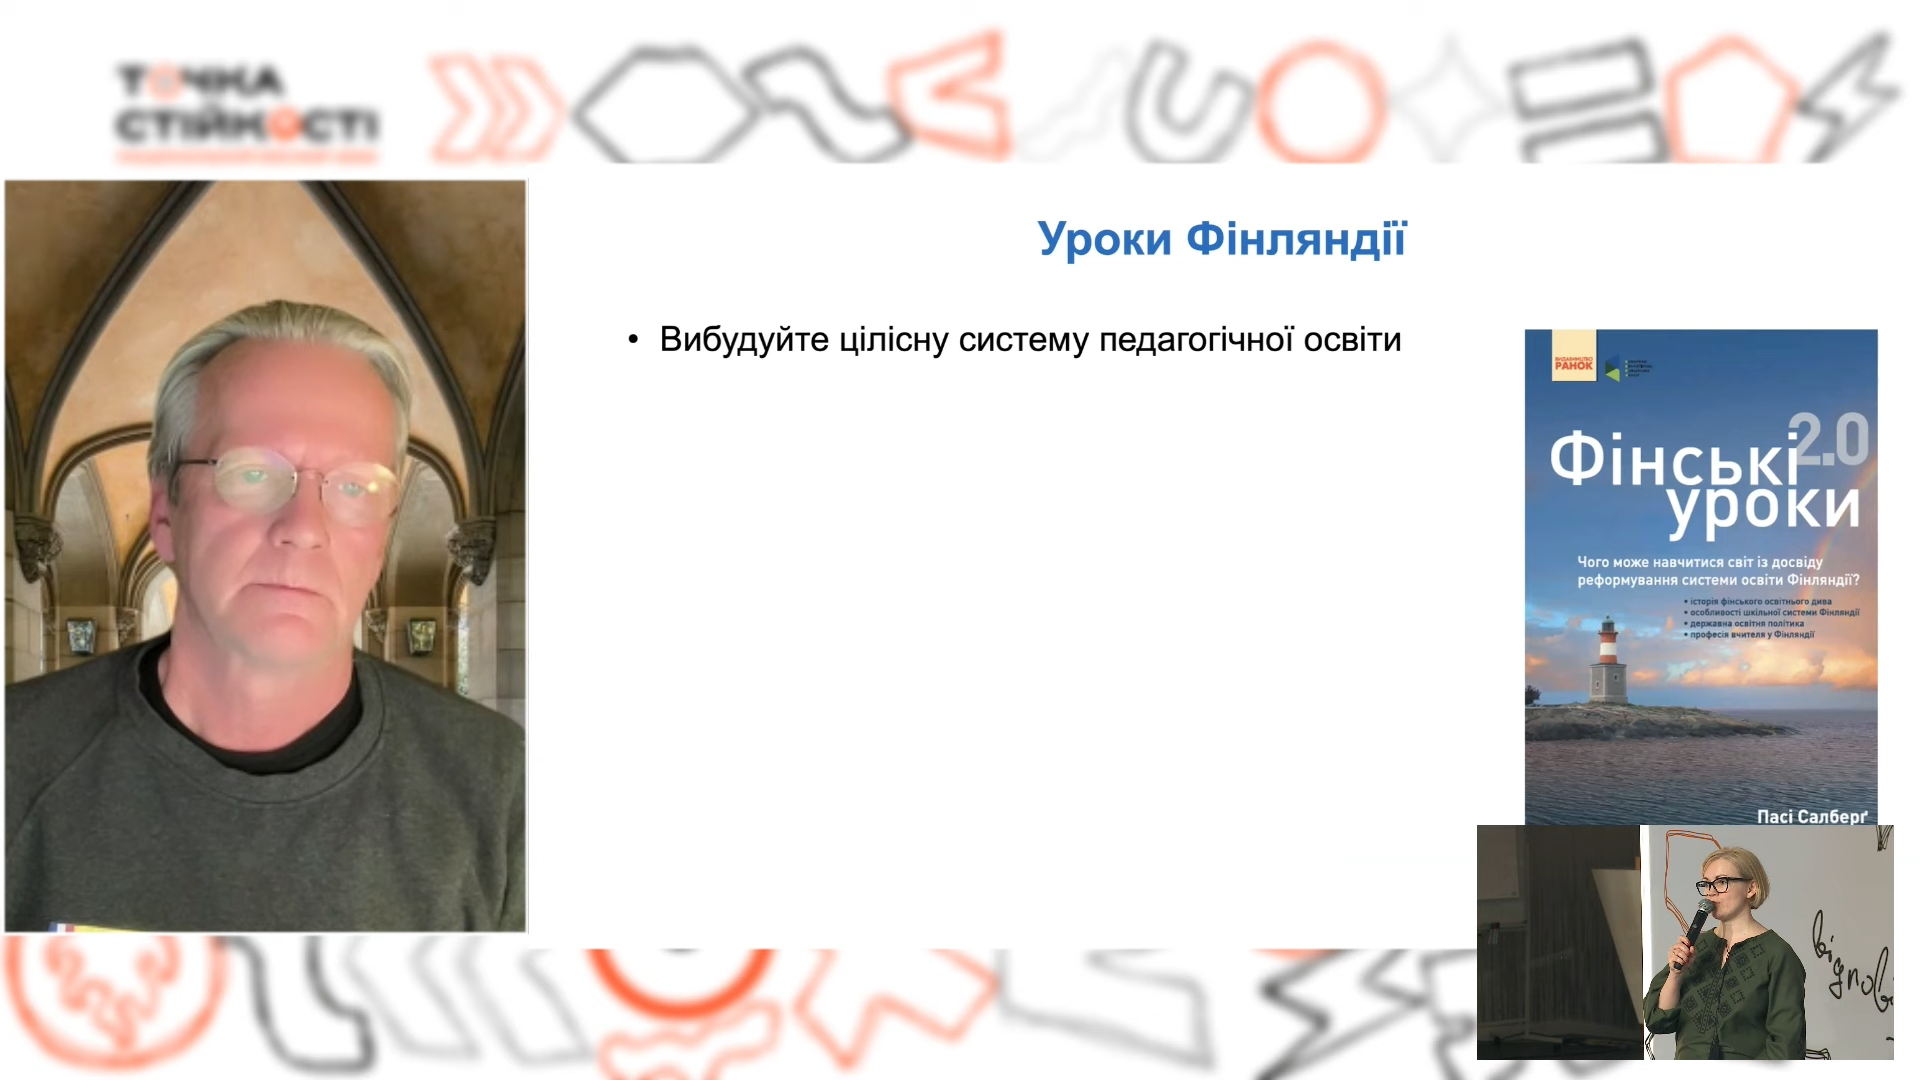 ТОЧКА
СТІЙКОСТІ
Уроки Фінляндії
• Вибудуйте цілісну систему педагогічної освіти
ВИДАВНИЦТВО
РАНОК
Фінські 2.0
уроки
Чого може навчитися світ із досвіду
реформування системи освіти Фінляндії?
• історія фінського освітнього дива
• особливості шкільної системи Фінляндії
• державна освітня політика
• професія вчителя у Фінляндії
Пасі Салберґ